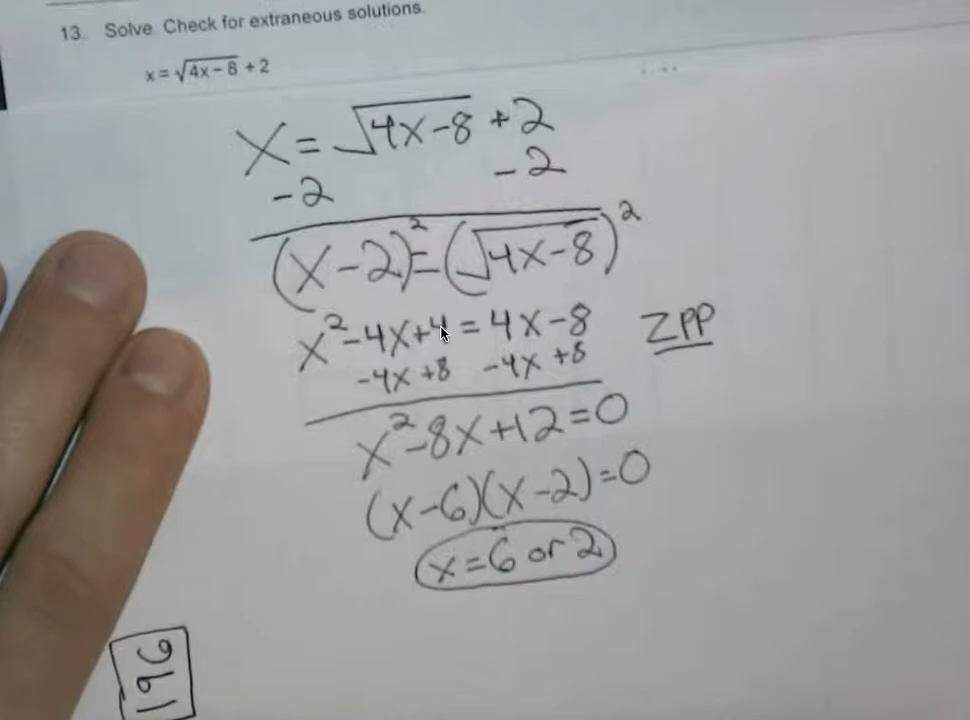 13. Solve. Check for extraneous solutions.
x = √4x – 8 + 2
x = √4x-8 +2
-2 -2
(x-2)² = (√4x-8)²
x²-4x+4 = 4x-8 ZPP
-4x +8 -4x +8
x²-8x+12=0
(x-6)(x-2)=0
x=6 or 2
196